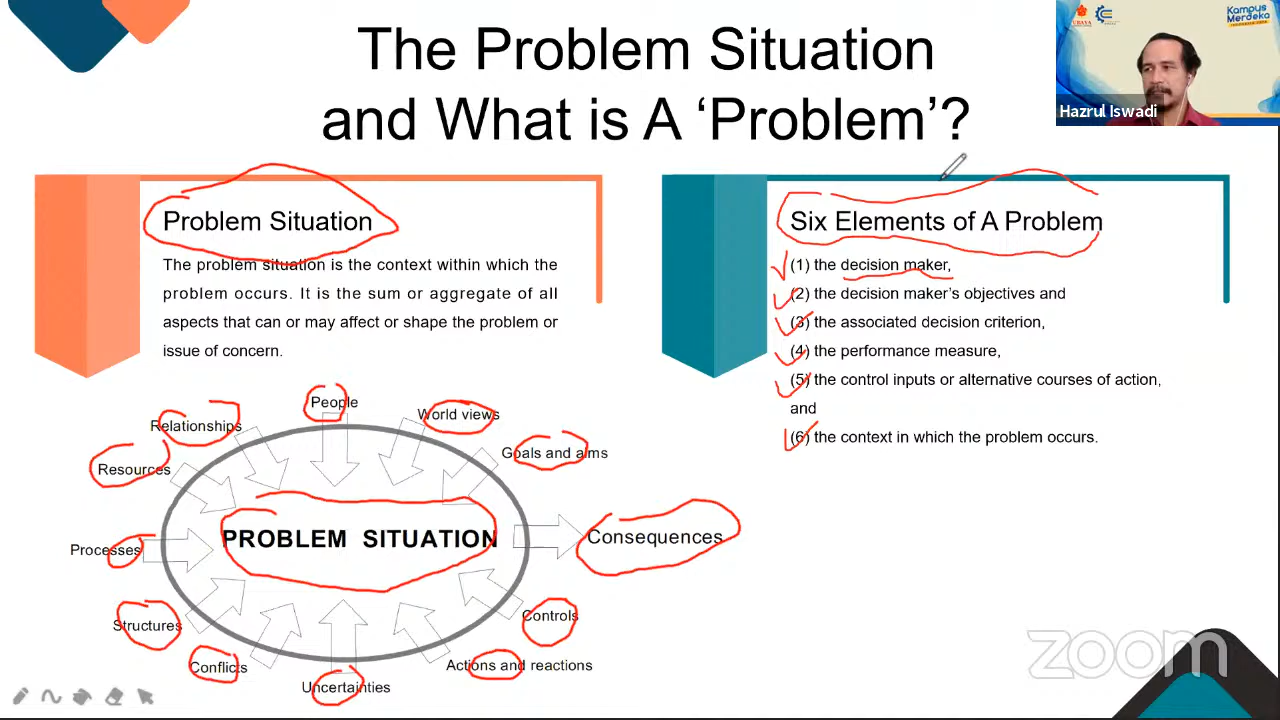 The Problem Situation
and What is A ‘Problem’?
UBAYA
Kampus
Merdeka
Hazrul Iswadi
Problem Situation
The problem situation is the context within which the
problem occurs. It is the sum or aggregate of all
aspects that can or may affect or shape the problem or
issue of concern.
Six Elements of A Problem
(1) the decision maker,
(2) the decision maker’s objectives and
(3) the associated decision criterion,
(4) the performance measure,
(5) the control inputs or alternative courses of action,
and
(6) the context in which the problem occurs.
People
World views
Relationships
Goals and aims
Resources
PROBLEM SITUATION
Consequences
Processes
Controls
Structures
Conflicts
Actions and reactions
Uncertainties
zoom